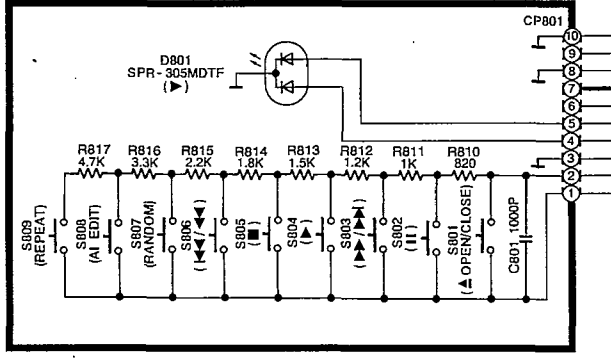 CP801
10
9
8
7
6
5
4
3
2
1
D801
SPR-305MDTF
(▶)
R817 R816 R815 R814 R813 R812 R811 R810
4.7K 3.3K 2.2K 1.8K 1.5K 1.2K 1K 820
S809
(REPEAT)
S808
(AI EDIT)
S807
(RANDOM)
S806
(I◀◀/◀◀)
S805
(■)
S804
(▶)
S803
(▶▶/▶▶I)
S802
(II)
S801
(≜ OPEN/CLOSE)
C801 1000P